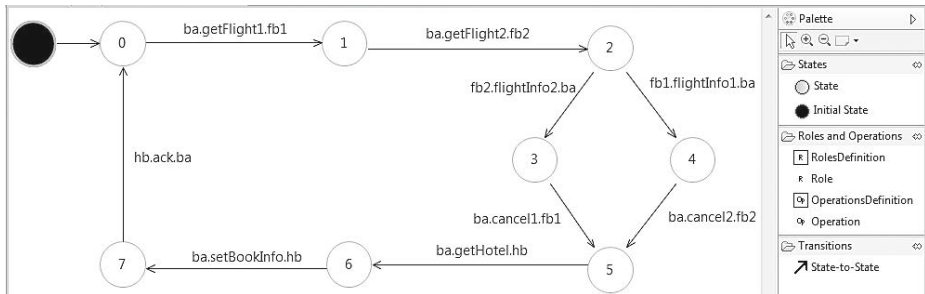 ba.getFlight1.fb1
ba.getFlight2.fb2
0
1
2
fb2.flightInfo2.ba
fb1.flightInfo1.ba
hb.ack.ba
3
4
ba.cancel1.fb1
ba.cancel2.fb2
ba.getHotel.hb
ba.setBookInfo.hb
7
6
5
Palette
States
State
Initial State
Roles and Operations
R RolesDefinition
R Role
Op OperationsDefinition
Op Operation
Transitions
State-to-State